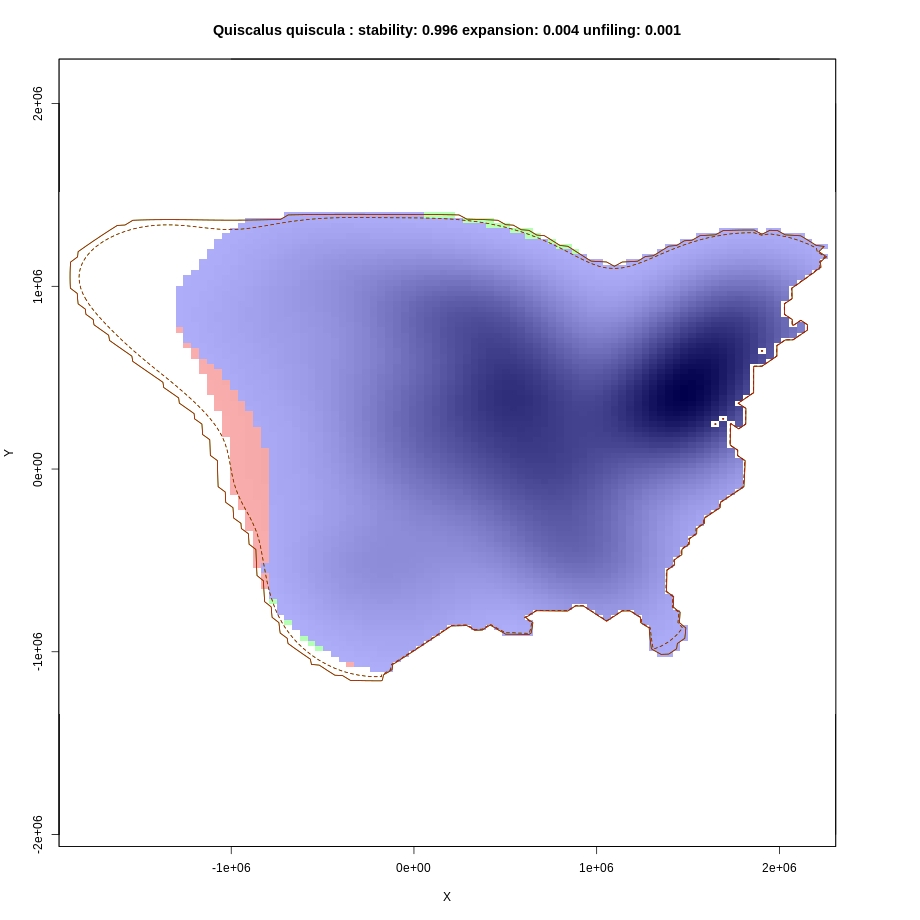 Quiscalus quiscula : stability: 0.996 expansion: 0.004 unfiling: 0.001
2e+06
1e+06
0e+00
-1e+06
-2e+06
Y
-1e+06 0e+00 1e+06 2e+06
X